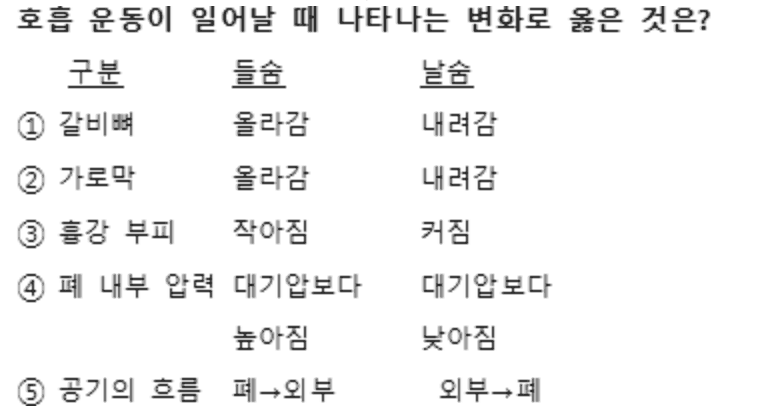 호흡 운동이 일어날 때 나타나는 변화로 옳은 것은?
구분 들숨 날숨
① 갈비뼈 올라감 내려감
② 가로막 올라감 내려감
③ 흉강 부피 작아짐 커짐
④ 폐 내부 압력 대기압보다 대기압보다
높아짐 낮아짐
⑤ 공기의 흐름 폐→외부 외부→폐